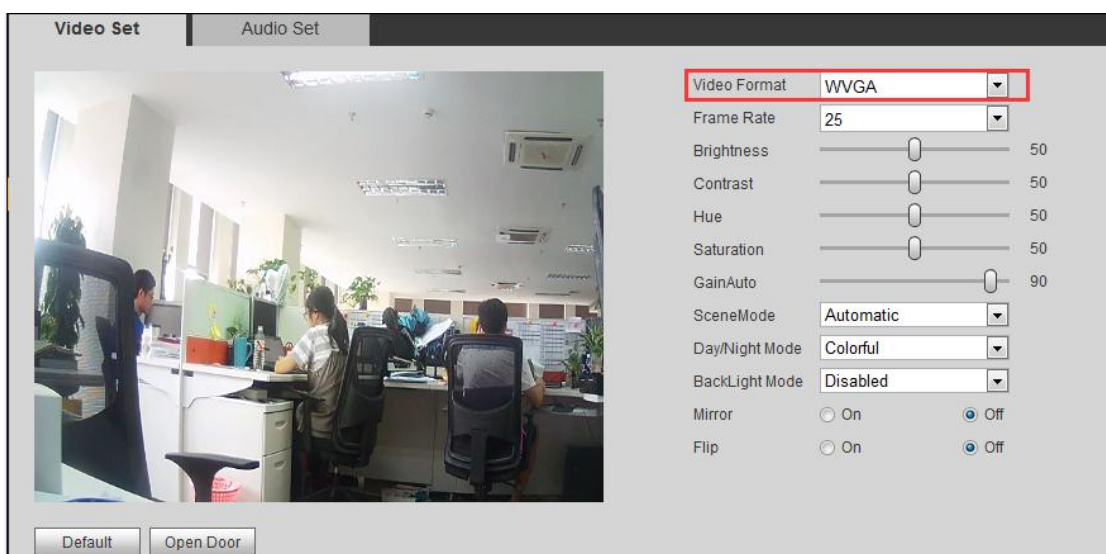 Video Set Audio Set
Video Format WVGA
Frame Rate 25
Brightness 50
Contrast 50
Hue 50
Saturation 50
GainAuto 90
SceneMode Automatic
Day/Night Mode Colorful
BackLight Mode Disabled
Mirror On Off
Flip On Off
Default Open Door